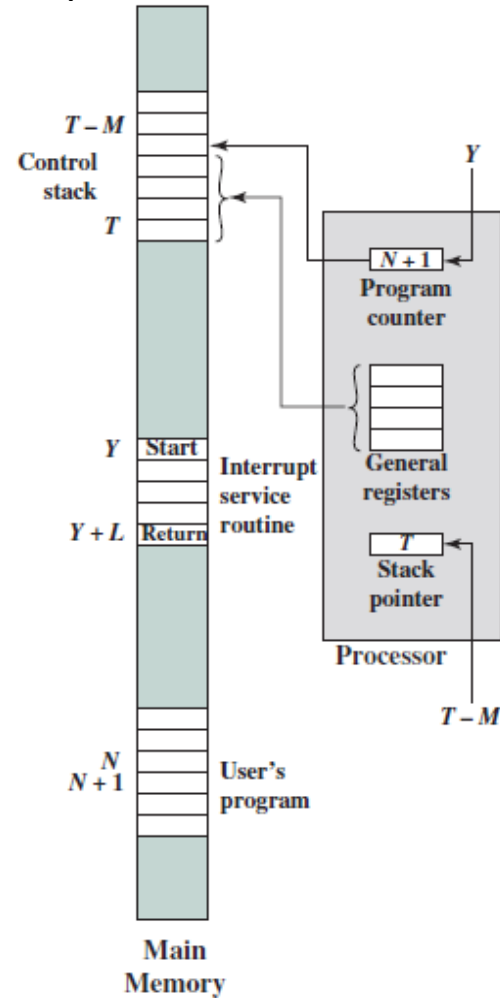 T – M
Control
stack
T
Y
N + 1
Program
counter
General
registers
Y
Start
Interrupt
service
routine
Y + L
Return
T
Stack
pointer
Processor
T – M
N
N + 1
User's
program
Main
Memory